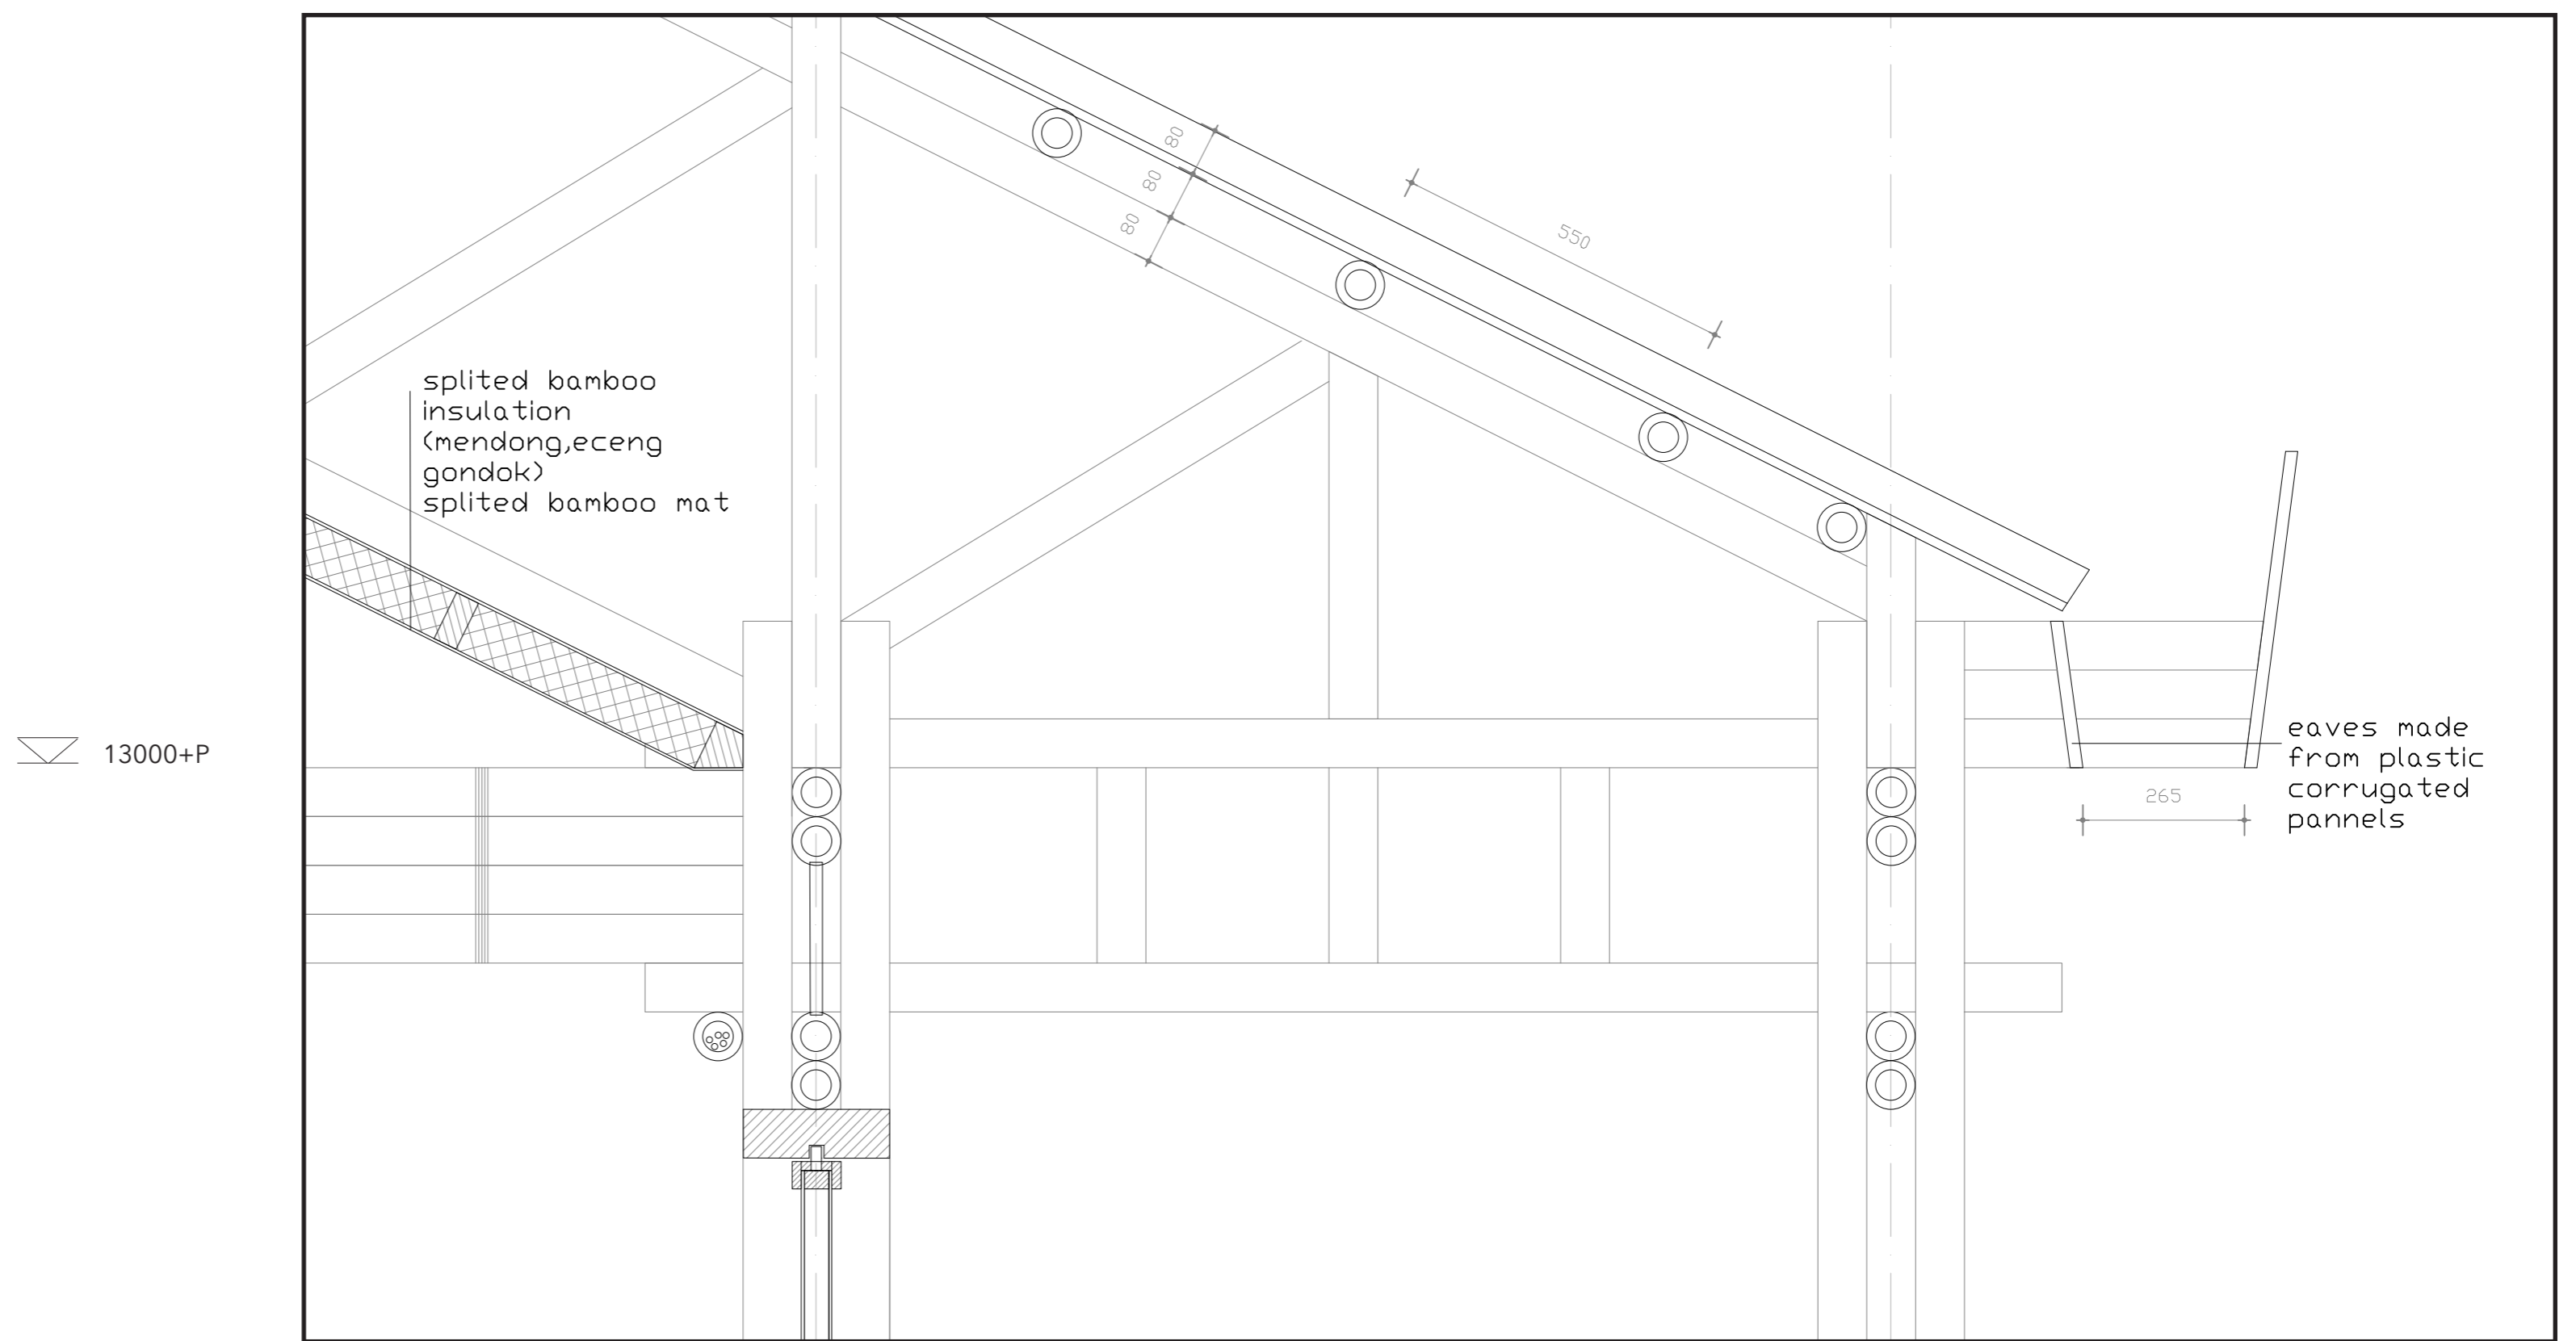 80
80
80
550
splited bamboo
insulation
(mendong,eceng
gondok)
splited bamboo mat
13000+P
eaves made
from plastic
corrugated
pannels
265